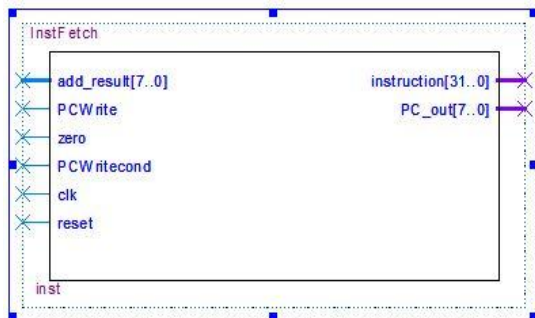 InstFetch
add_result[7..0] instruction[31..0]
PCWrite PC_out[7..0]
zero
PCWritecond
clk
reset
inst